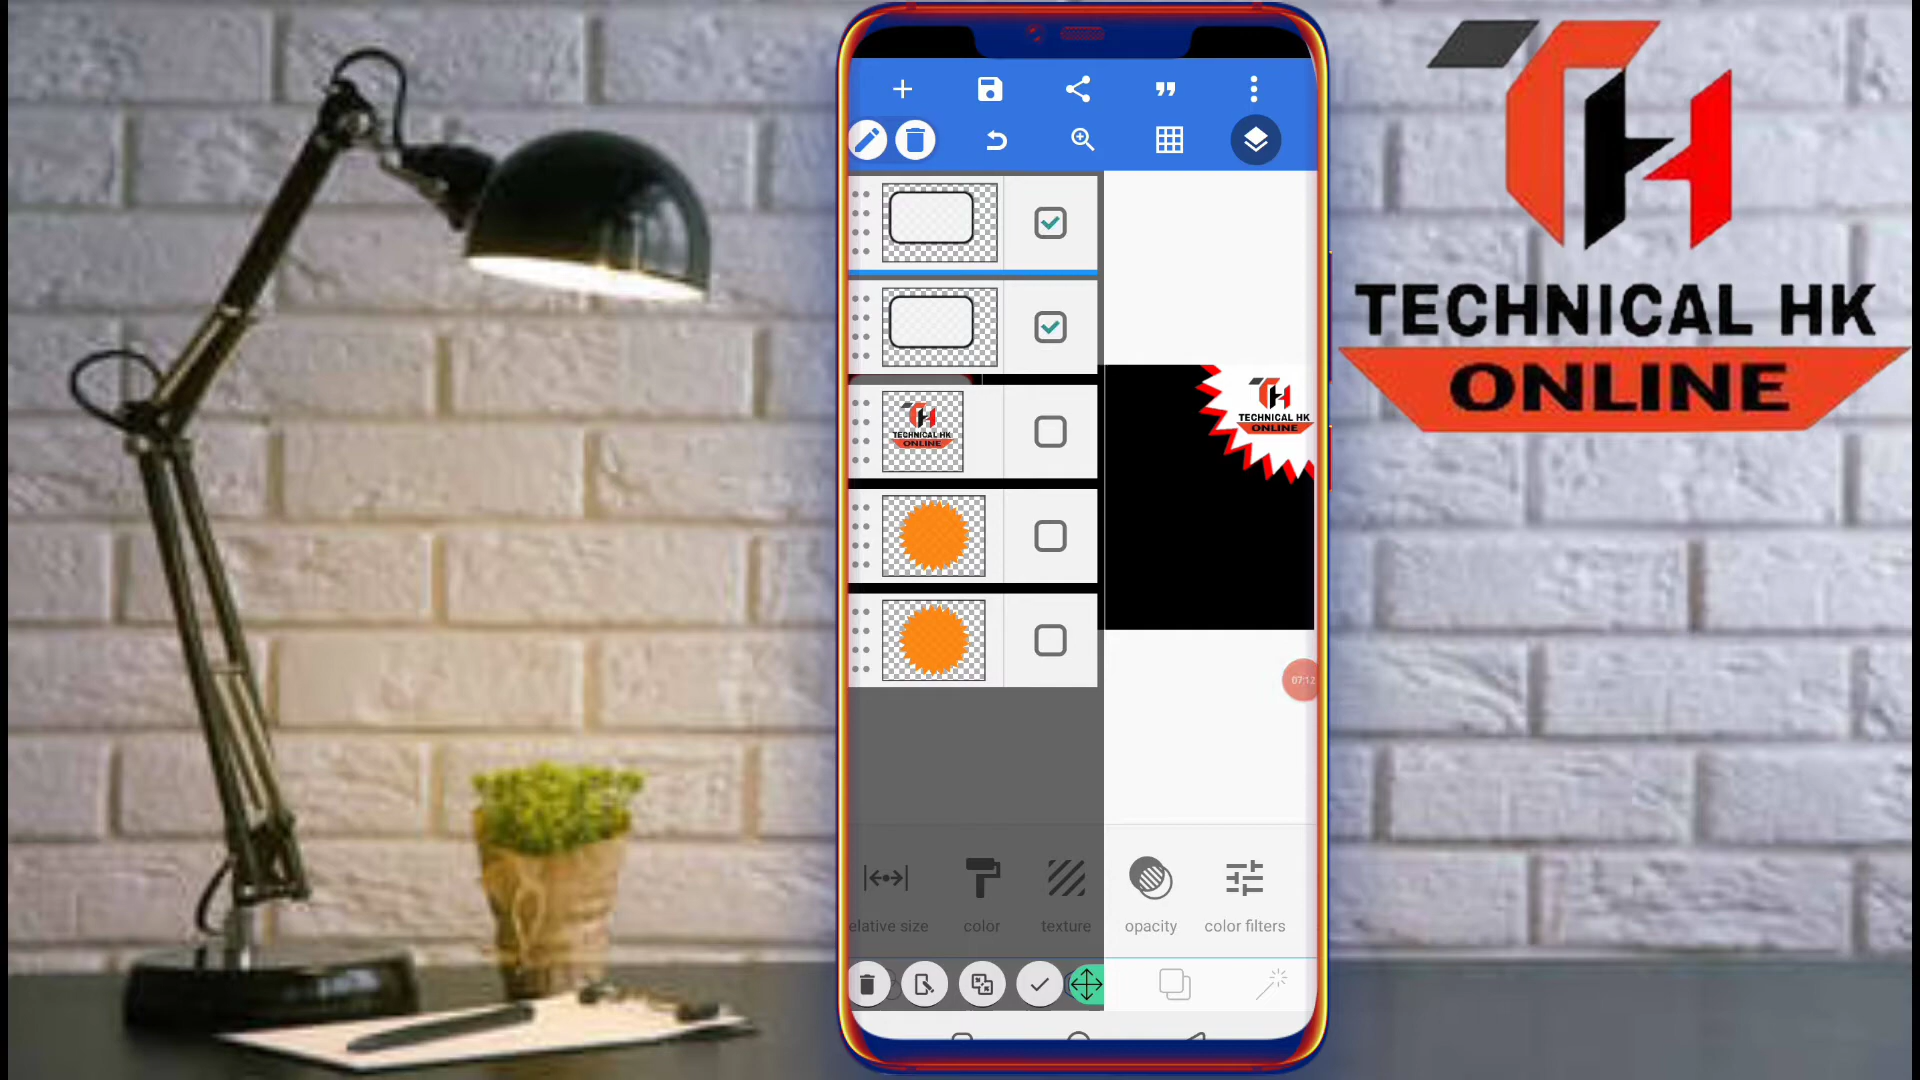 TECHNICAL HK
ONLINE
TECHNICAL HK
ONLINE
TECHNICAL HK
ONLINE
07:12
elative size
color
texture
opacity
color filters